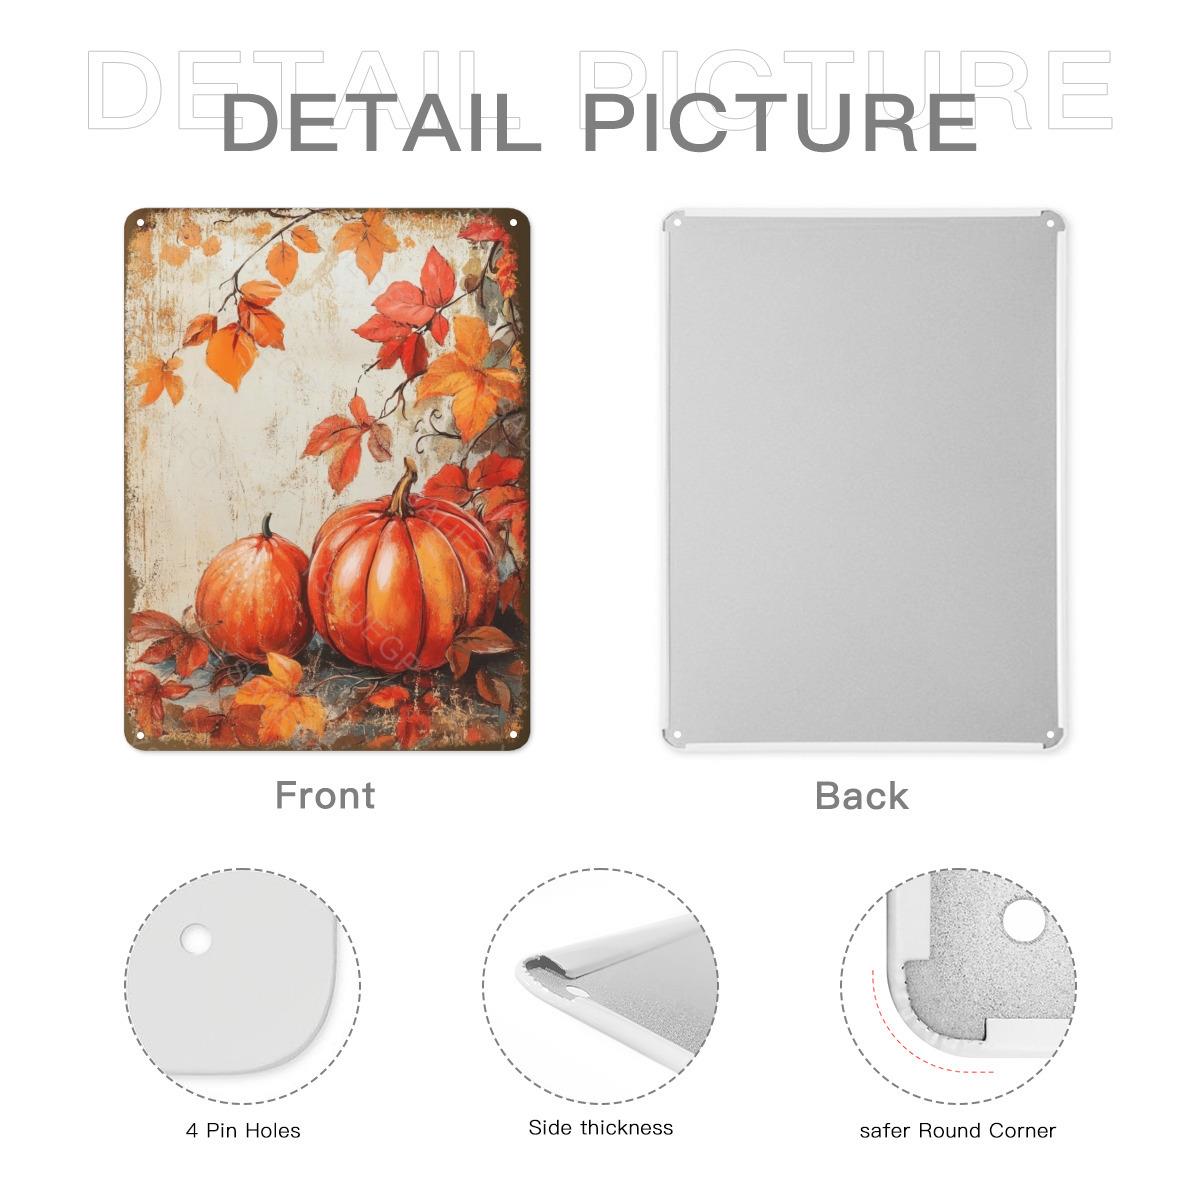 DETAIL PICTURE
DETAIL PICTURE
Front
Back
4 Pin Holes
Side thickness
safer Round Corner